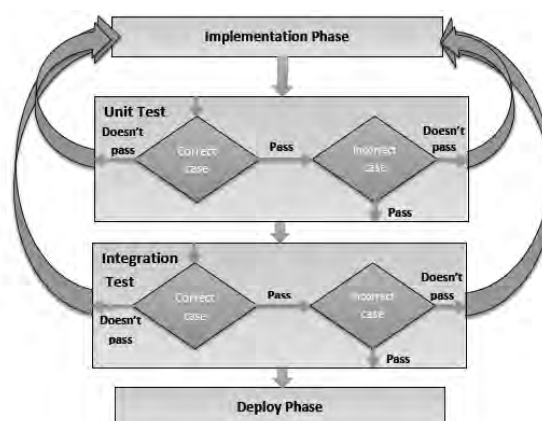 Implementation Phase
Unit Test
Doesn't
pass
Correct
case
Pass
Incorrect
case
Doesn't
pass
Pass
Integration
Test
Doesn't
pass
Correct
case
Pass
Incorrect
case
Doesn't
pass
Pass
Deploy Phase